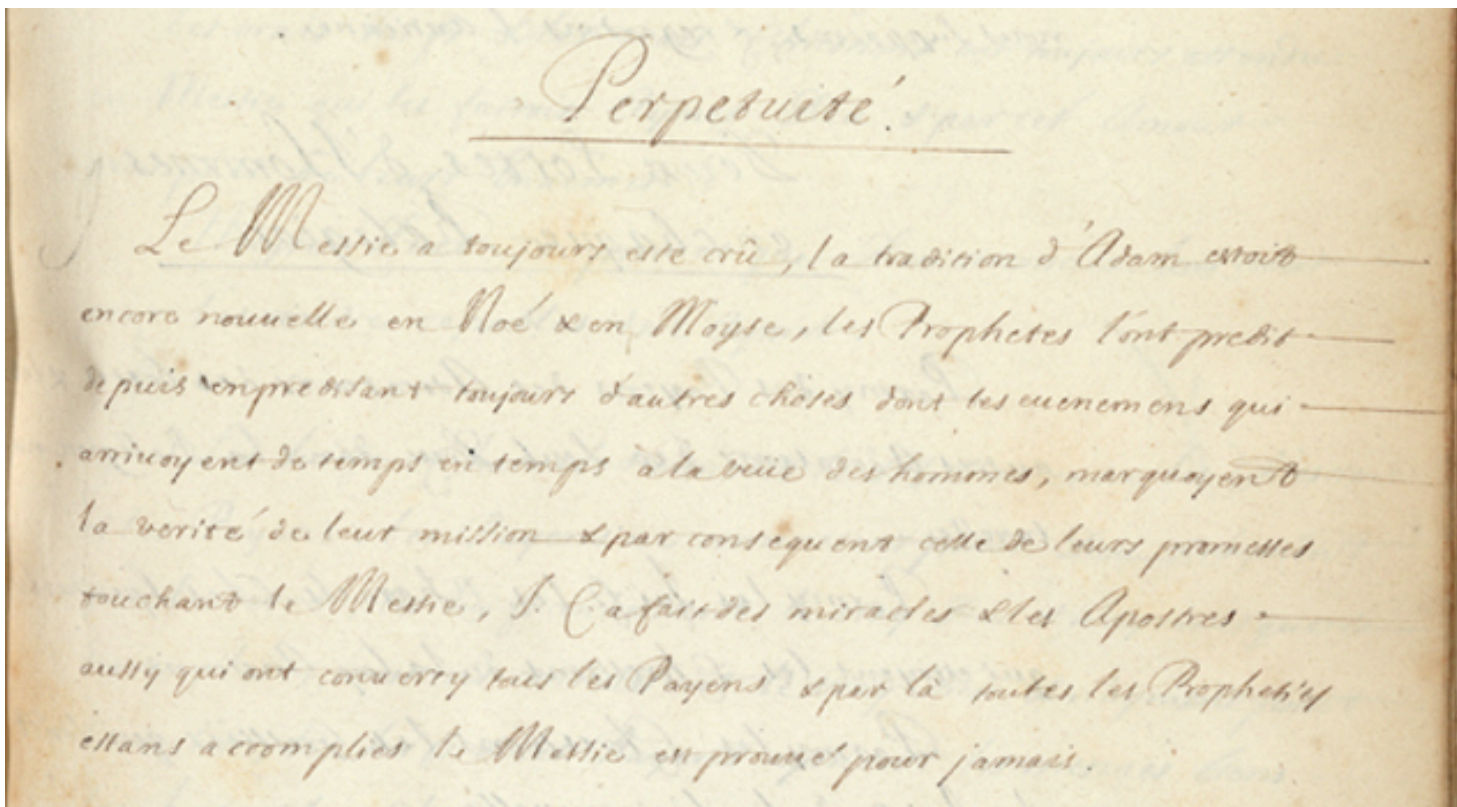 Perpetuité.
Le Messie a toujours esté crû, la tradition d'Adam estoit
encore nouuelle en Noé & en Moyse, les Prophetes l'ont predit
depuis en predisant toujours d'autres choses dont les euenemens qui
arriuoyent de temps en temps à la veue des hommes, marquoyent
la verité de leur mission & par consequent celle de leurs promesses
touchant le Messie, J. C. a fait des miracles & les Apostres
aussy qui ont conuerty tous les Payens & par là toutes les Propheties
estans accomplies le Messie est prouué pour jamais.